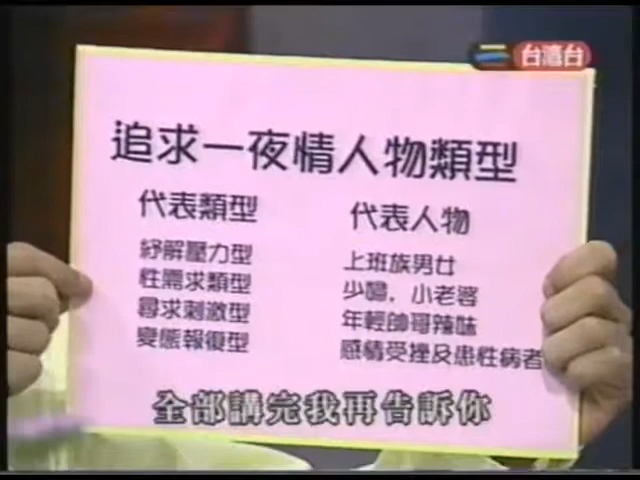 台灣台
追求一夜情人物類型
代表類型
代表人物
紓解壓力型
上班族男女
性需求類型
少婦，小老婆
尋求刺激型
年輕帥哥辣妹
變態報復型
感情受挫及患性病者
全部講完我再告訴你